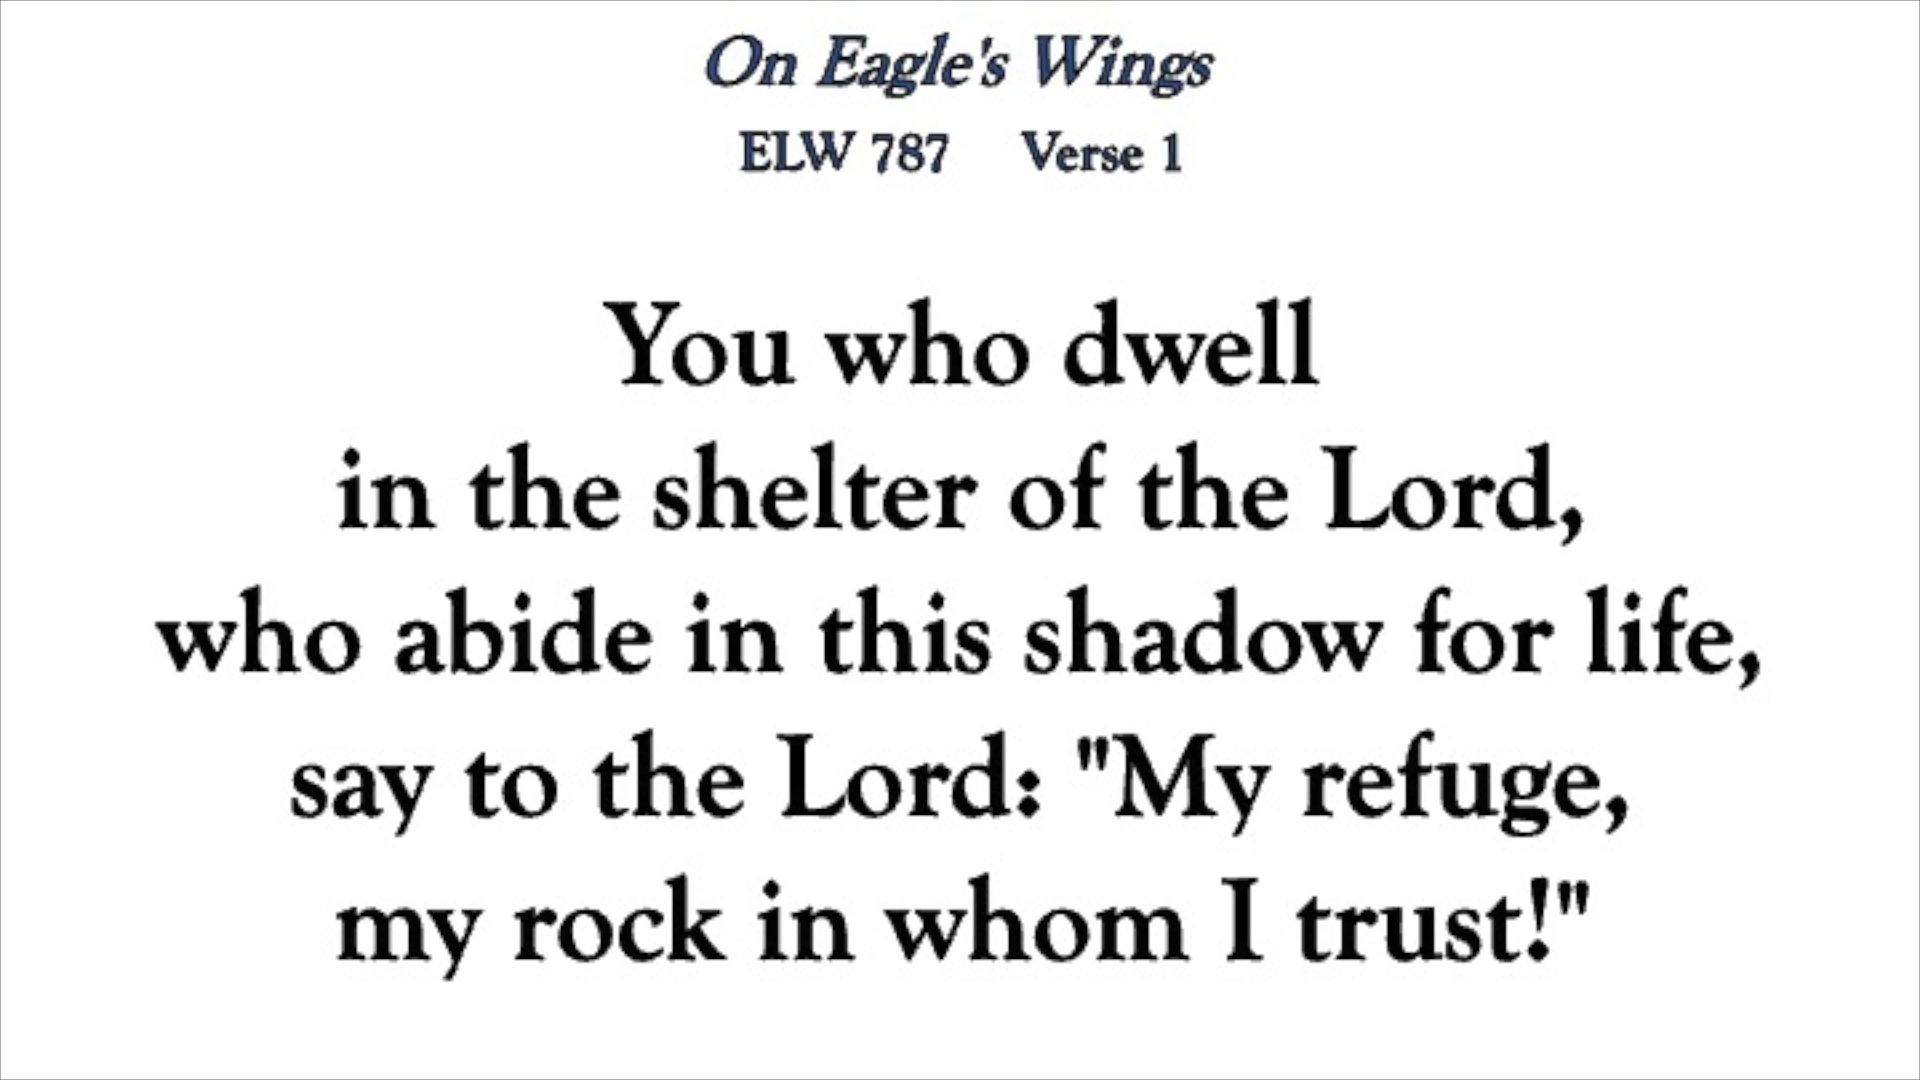 On Eagle's Wings
ELW 787 Verse 1
You who dwell
in the shelter of the Lord,
who abide in this shadow for life,
say to the Lord: "My refuge,
my rock in whom I trust!"